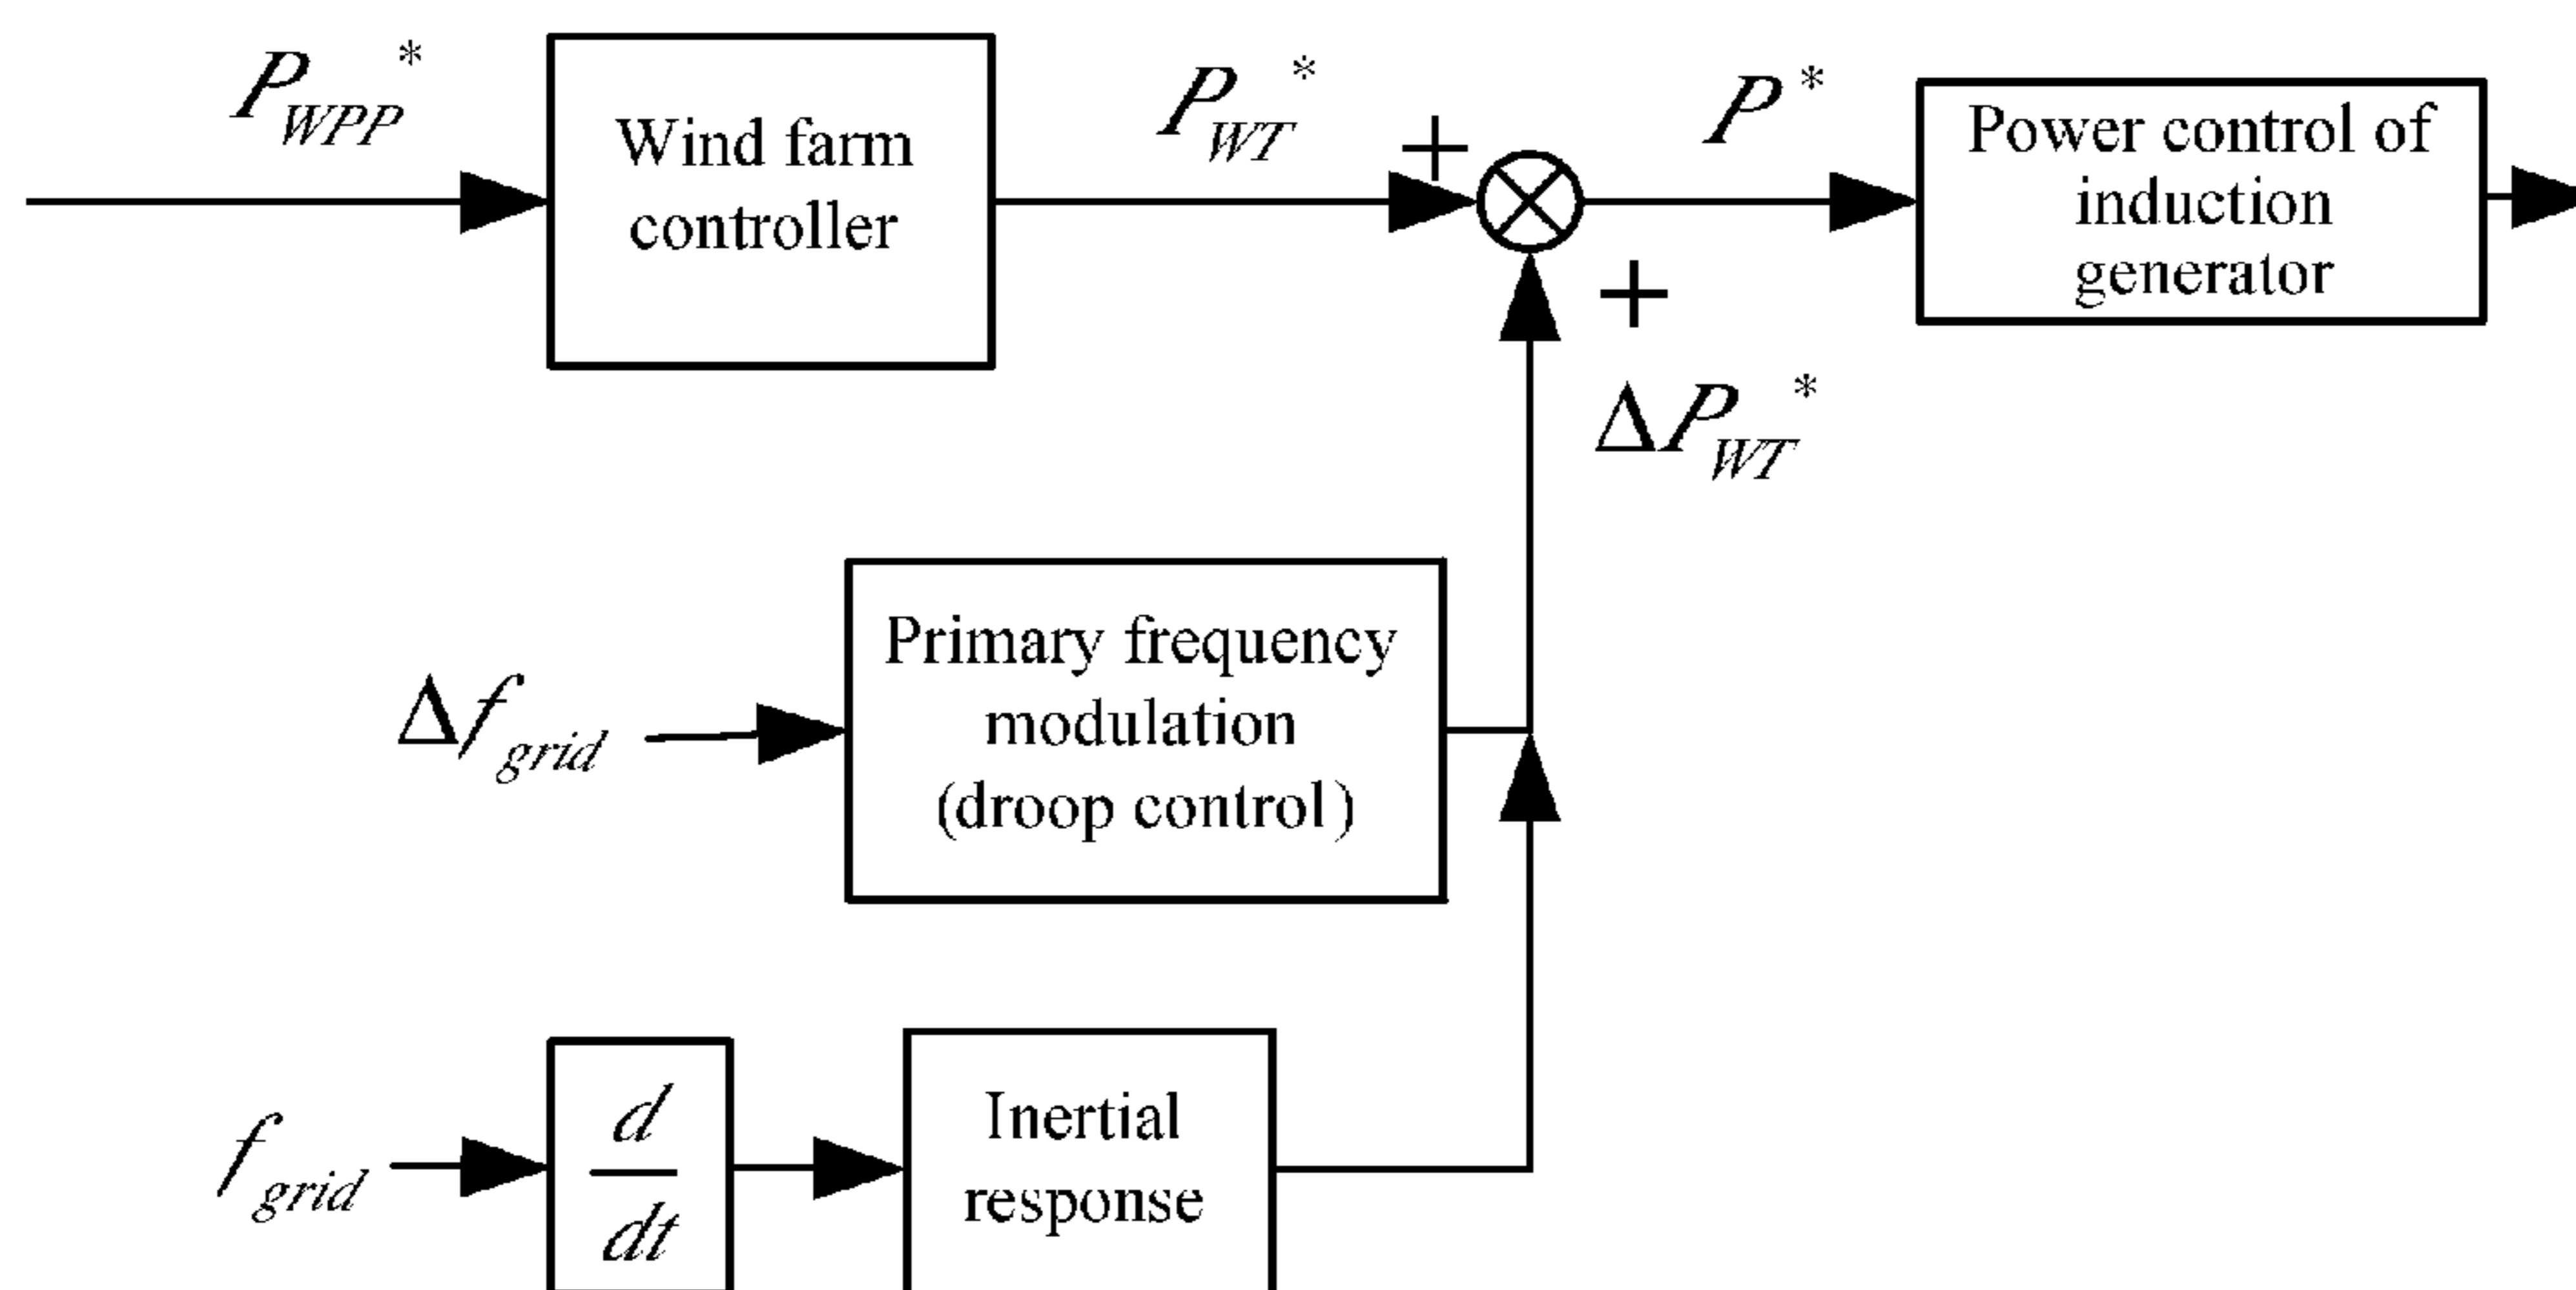 P_WPP*
Wind farm
controller
P_WT*
+
P*
Power control of
induction
generator
+
ΔP_WT*
Δf_grid
Primary frequency
modulation
(droop control)
f_grid
d
dt
Inertial
response